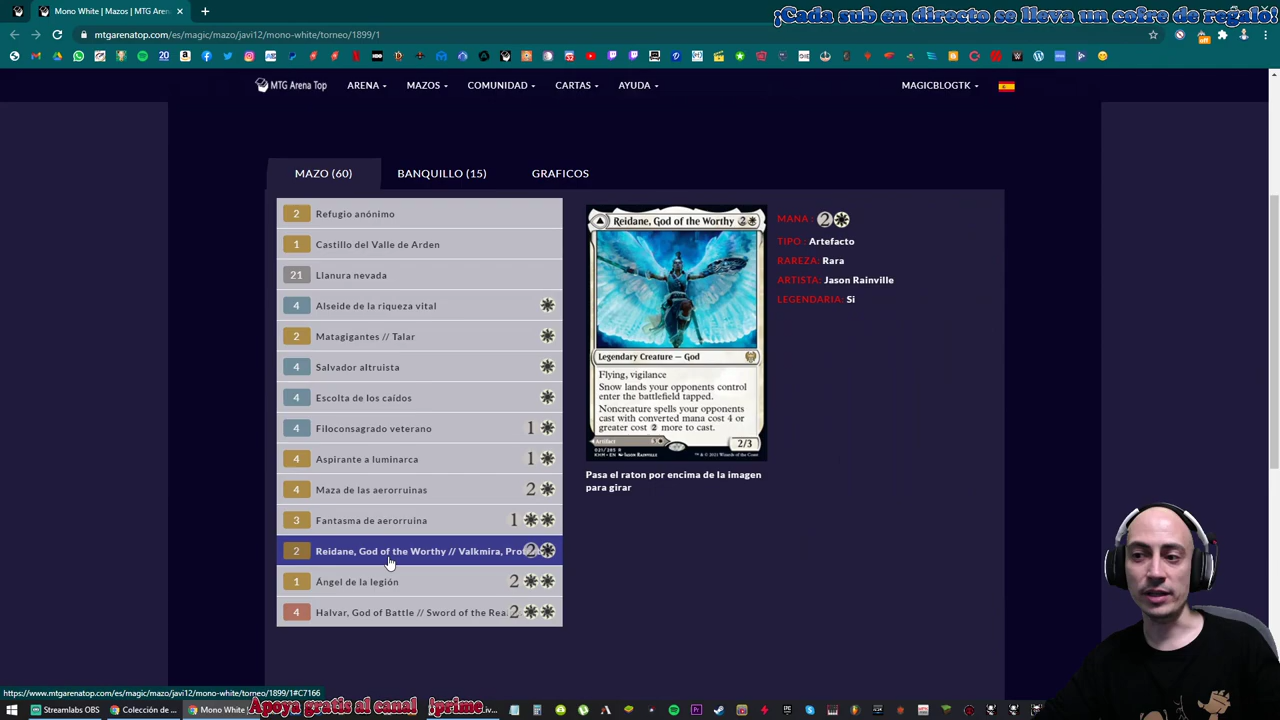 Mono White | Mazos | MTG Aren
¡Cada sub en directo se lleva un cofre de regalo!
mtgarenatop.com/es/magic/mazo/javi12/mono-white/torneo/1899/1
MTG Arena Top
ARENA
MAZOS
COMUNIDAD
CARTAS
AYUDA
MAGICBLOGTK
MAZO (60)
BANQUILLO (15)
GRAFICOS
2 Refugio anónimo
1 Castillo del Valle de Arden
21 Llanura nevada
4 Alseide de la riqueza vital
2 Matagigantes // Talar
4 Salvador altruista
4 Escolta de los caídos
4 Filoconsagrado veterano 1
4 Aspirante a luminarca 1
4 Maza de las aerorruinas 2
3 Fantasma de aerorruina 1
2 Reidane, God of the Worthy // Valkmira, Pro 2
1 Ángel de la legión 2
4 Halvar, God of Battle // Sword of the Rea 2
Reidane, God of the Worthy 2
Legendary Creature — God
Flying, vigilance
Snow lands your opponents control
enter the battlefield tapped.
Noncreature spells your opponents
cast with converted mana cost 4 or
greater cost 2 more to cast.
Artifact
2/3
Pasa el raton por encima de la imagen
para girar
MANA : 2
TIPO : Artefacto
RAREZA: Rara
ARTISTA: Jason Rainville
LEGENDARIA: Si
https://www.mtgarenatop.com/es/magic/mazo/javi12/mono-white/torneo/1899/1#C7166
Streamlabs OBS
Colección de ...
Mono White |
Apoya gratis al canal ¡prime